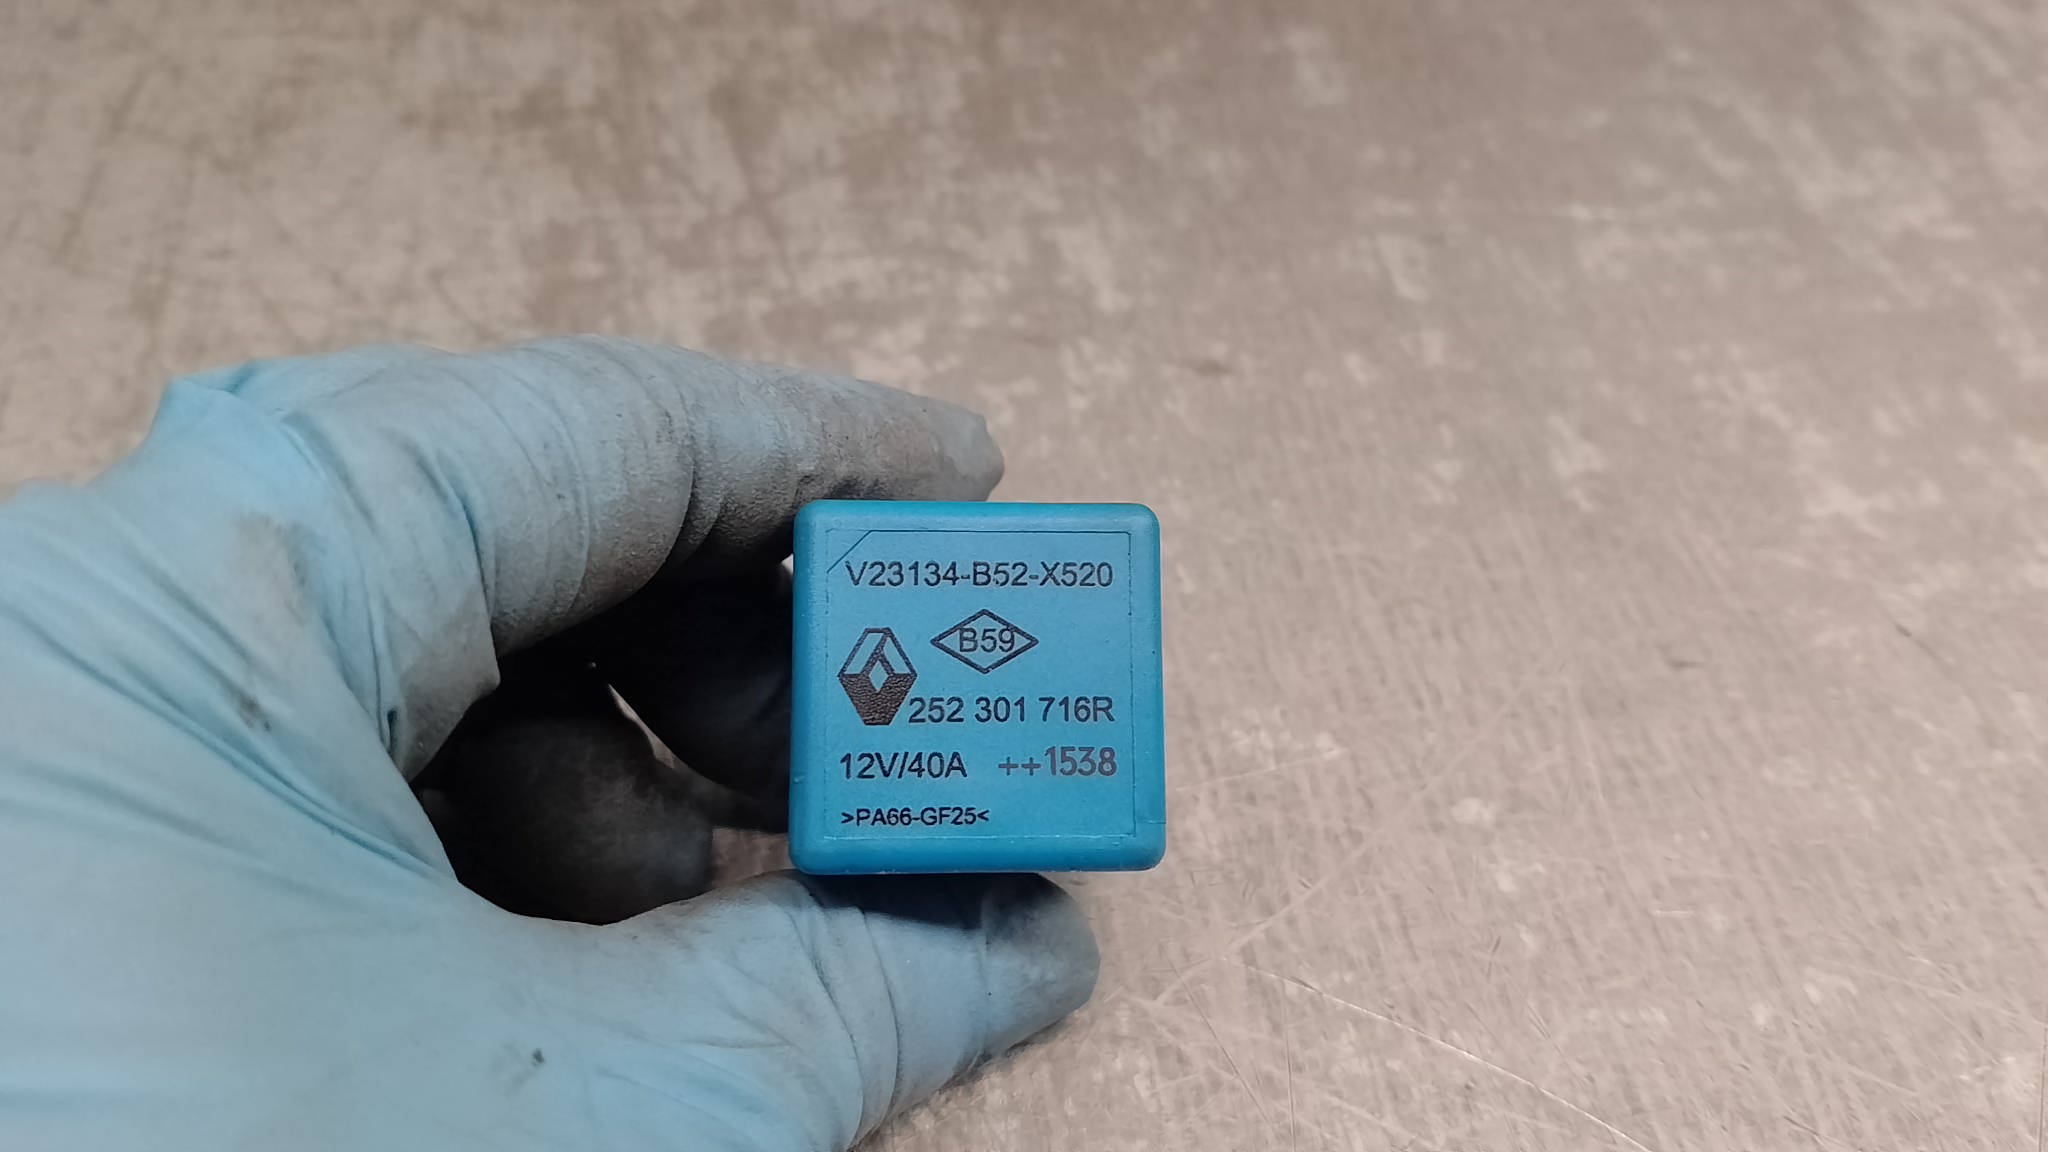 V23134-B52-X520
B59
252 301 716R
12V/40A ++1538
>PA66-GF25<